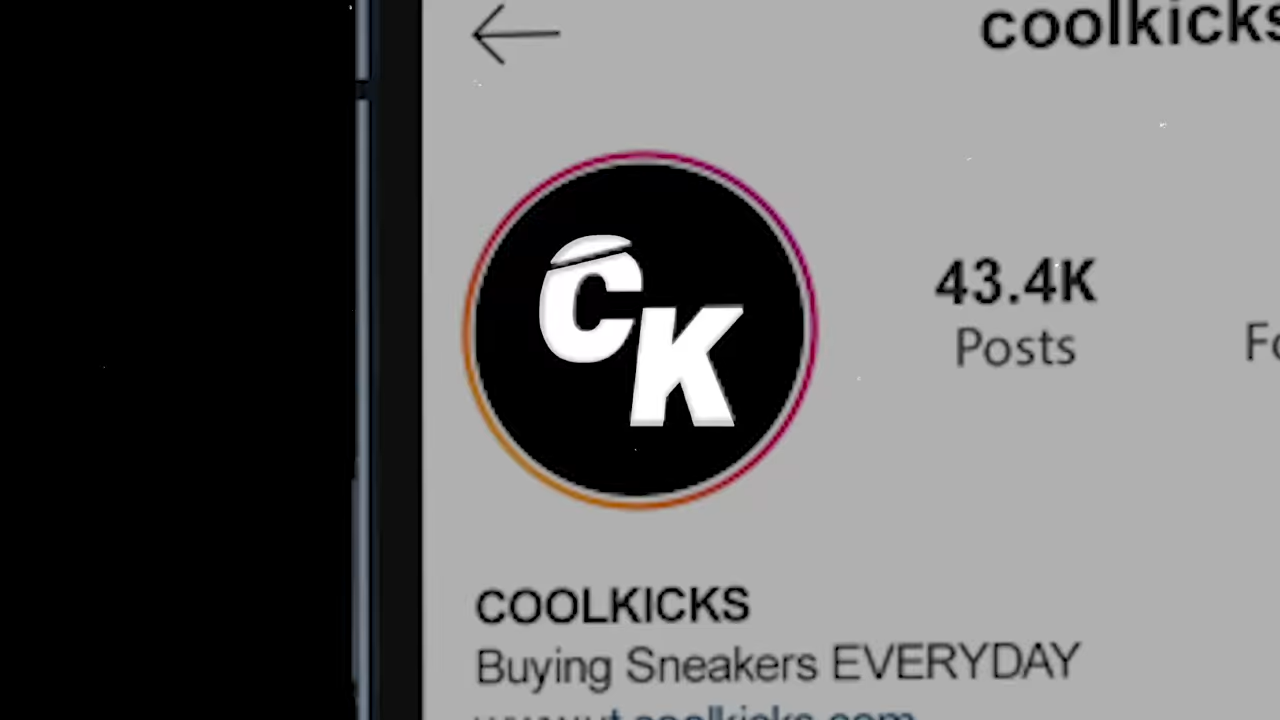 coolkicks
CK
43.4K
Posts
COOLKICKS
Buying Sneakers EVERYDAY